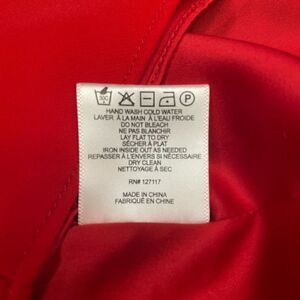 30C P
HAND WASH COLD WATER
LAVER À LA MAIN À L'EAU FROIDE
DO NOT BLEACH
NE PAS BLANCHIR
LAY FLAT TO DRY
SÉCHER À PLAT
IRON INSIDE OUT AS NEEDED
REPASSER À L'ENVERS SI NÉCESSAIRE
DRY CLEAN
NETTOYAGE À SEC
RN# 127117
MADE IN CHINA
FABRIQUÉ EN CHINE